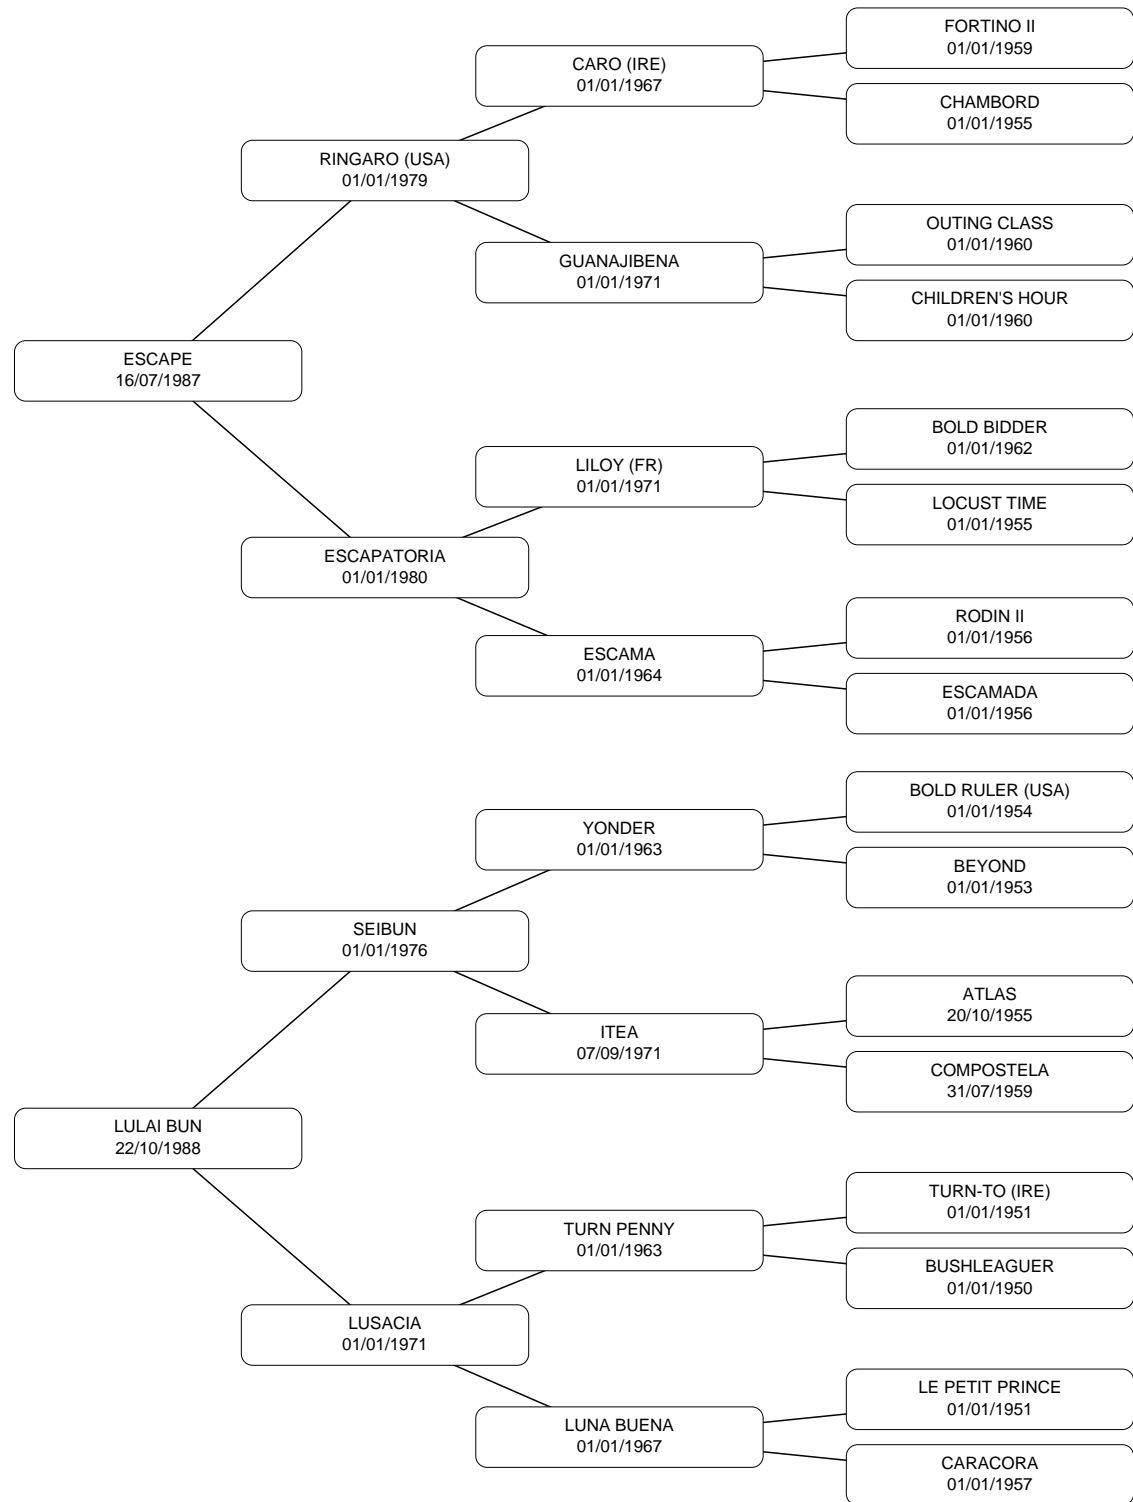 FORTINO II
01/01/1959
CARO (IRE)
01/01/1967
CHAMBORD
01/01/1955
RINGARO (USA)
01/01/1979
OUTING CLASS
01/01/1960
GUANAJIBENA
01/01/1971
CHILDREN'S HOUR
01/01/1960
ESCAPE
16/07/1987
BOLD BIDDER
01/01/1962
LILOY (FR)
01/01/1971
LOCUST TIME
01/01/1955
ESCAPATORIA
01/01/1980
RODIN II
01/01/1956
ESCAMA
01/01/1964
ESCAMADA
01/01/1956
BOLD RULER (USA)
01/01/1954
YONDER
01/01/1963
BEYOND
01/01/1953
SEIBUN
01/01/1976
ATLAS
20/10/1955
ITEA
07/09/1971
COMPOSTELA
31/07/1959
LULAI BUN
22/10/1988
TURN-TO (IRE)
01/01/1951
TURN PENNY
01/01/1963
BUSHLEAGUER
01/01/1950
LUSACIA
01/01/1971
LE PETIT PRINCE
01/01/1951
LUNA BUENA
01/01/1967
CARACORA
01/01/1957